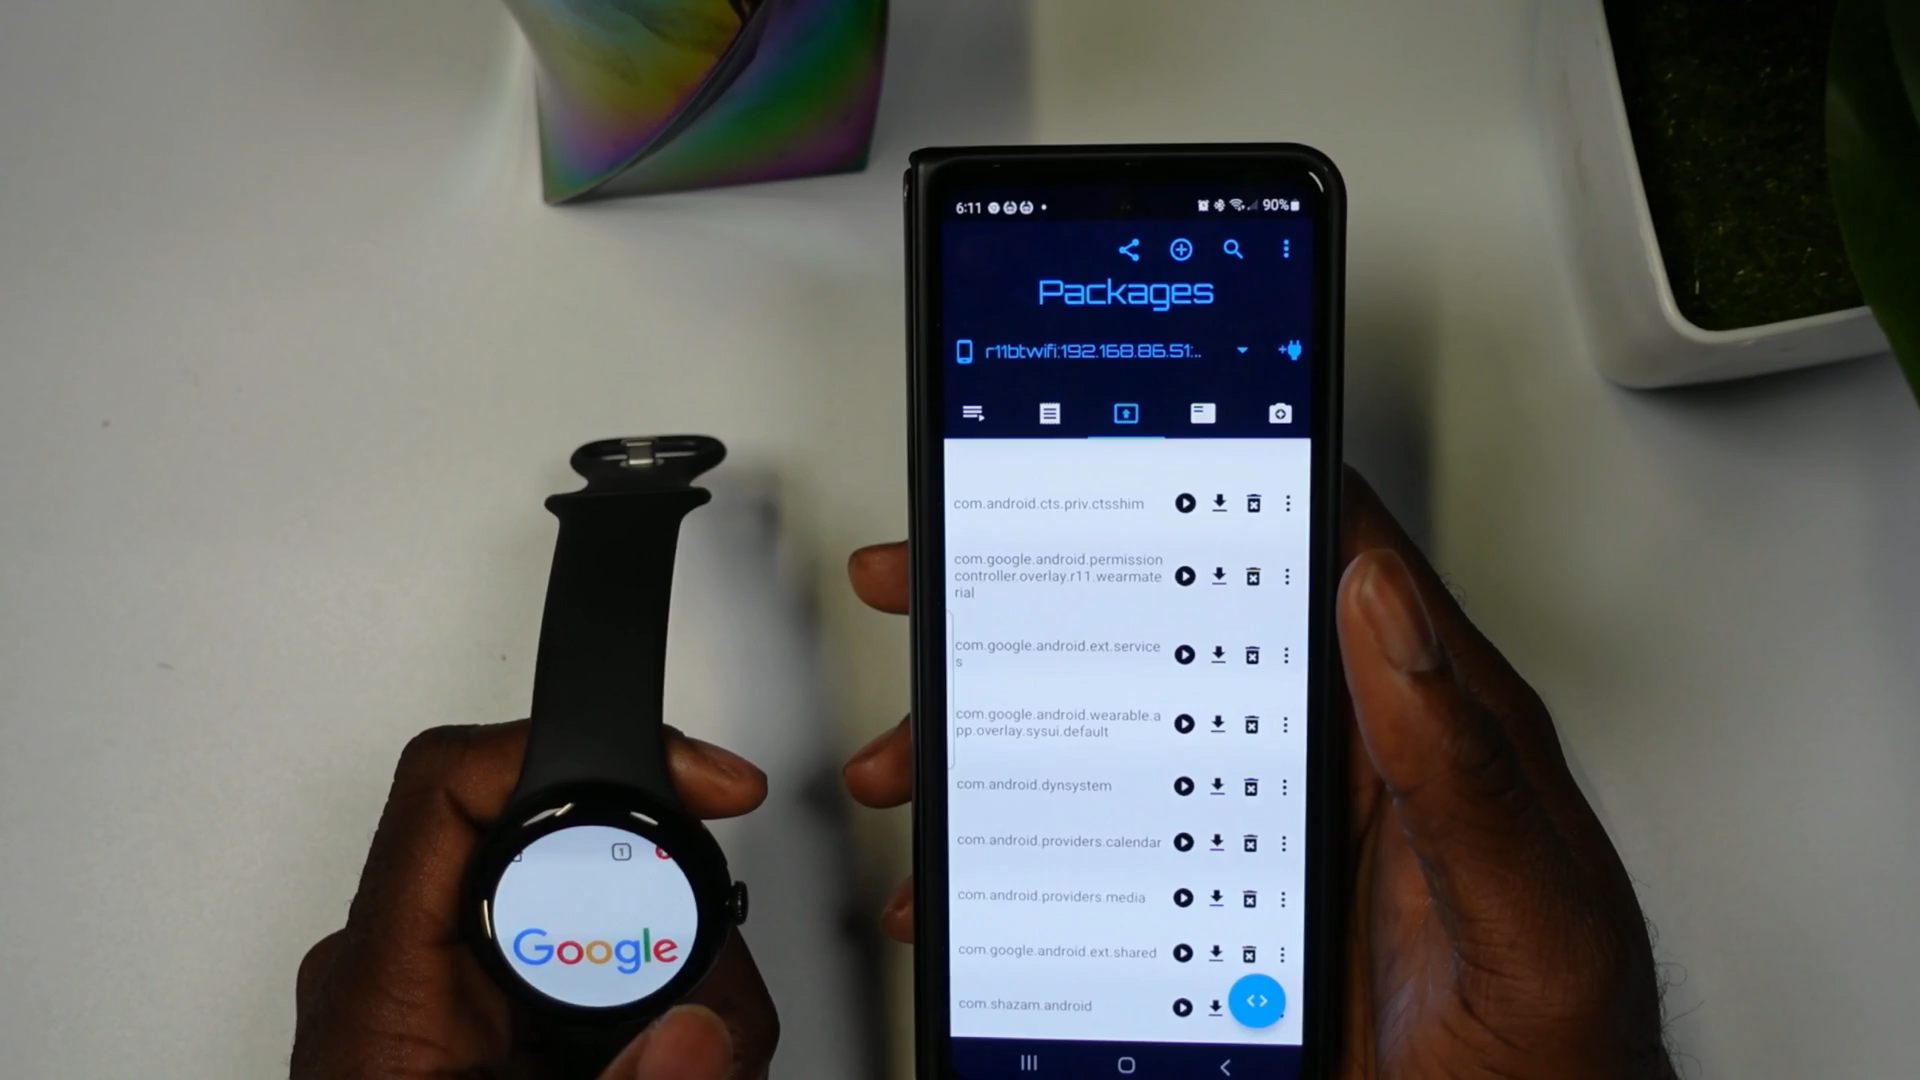 6:11
90%
Packages
r11btwifi:192.168.86.51:..
com.android.cts.priv.ctsshim
com.google.android.permission
controller.overlay.r11.wearmate
rial
com.google.android.ext.service
s
com.google.android.wearable.a
pp.overlay.sysui.default
com.android.dynsystem
com.android.providers.calendar
com.android.providers.media
com.google.android.ext.shared
com.shazam.android
1
Google